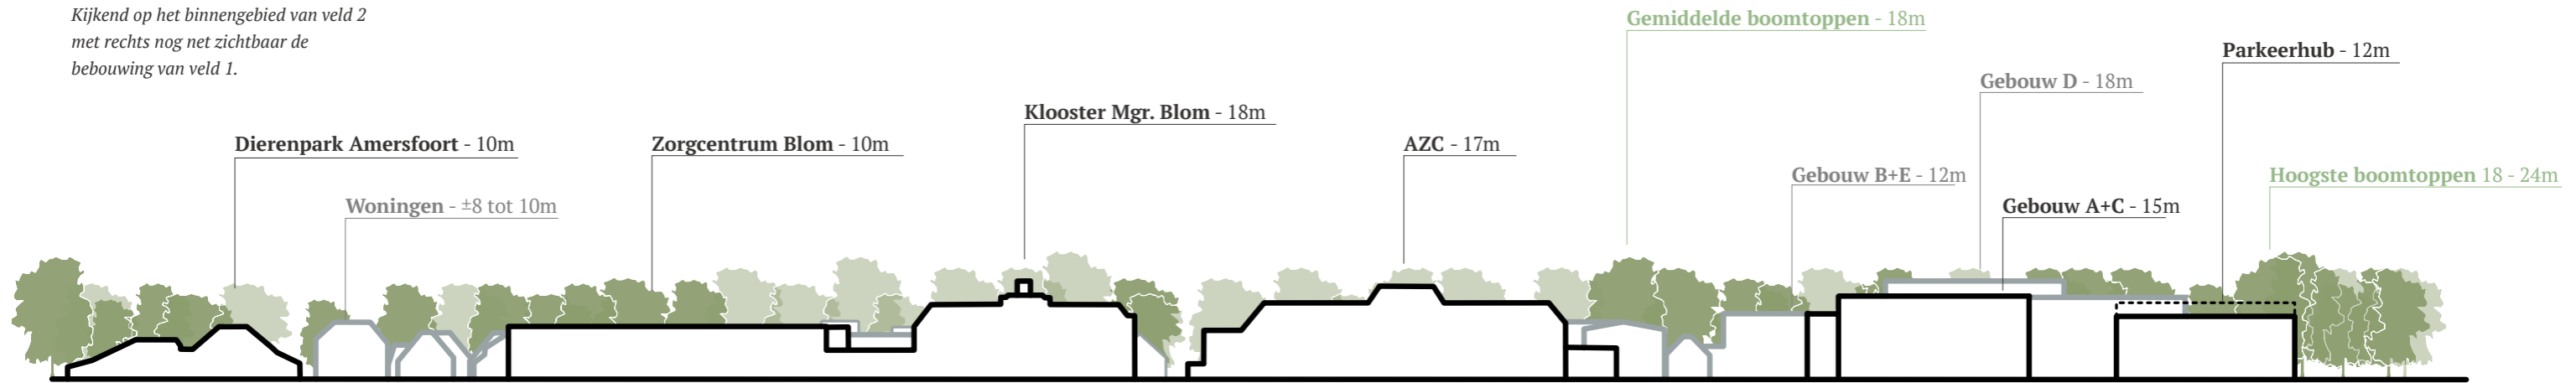 Kijkend op het binnengebied van veld 2
met rechts nog net zichtbaar de
bebouwing van veld 1.
Gemiddelde boomtoppen - 18m
Parkeerhub - 12m
Gebouw D - 18m
Klooster Mgr. Blom - 18m
Dierenpark Amersfoort - 10m
Zorgcentrum Blom - 10m
AZC - 17m
Gebouw B+E - 12m
Hoogste boomtoppen 18 - 24m
Woningen - ±8 tot 10m
Gebouw A+C - 15m